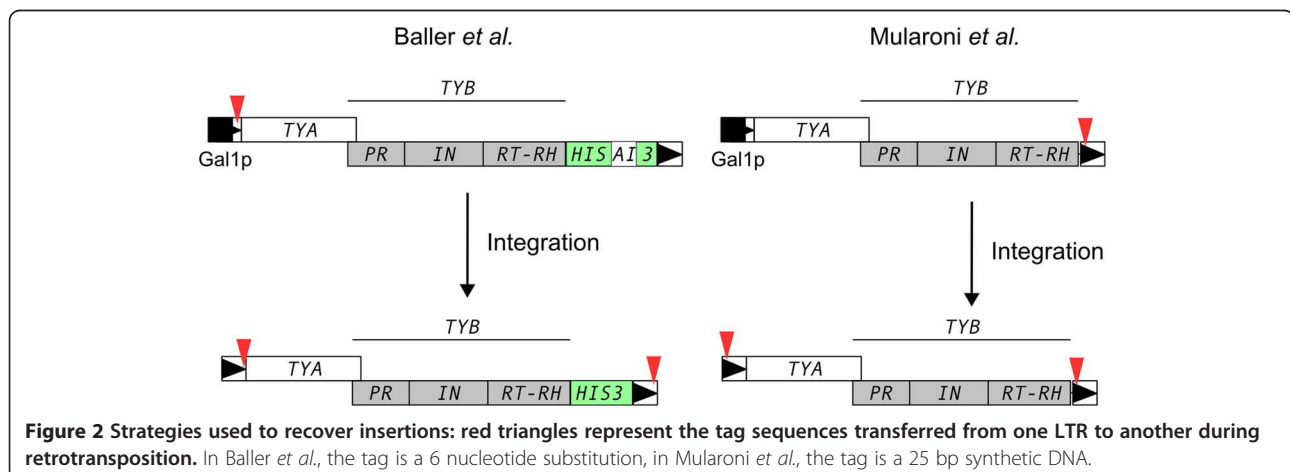 Baller et al.
Mularoni et al.
TYB
TYB
TYA
TYA
Gal1p
PR IN RT-RH HIS AI 3
Gal1p
PR IN RT-RH
Integration
Integration
TYB
TYB
TYA
TYA
PR IN RT-RH HIS3
PR IN RT-RH
Figure 2 Strategies used to recover insertions: red triangles represent the tag sequences transferred from one LTR to another during
retrotransposition. In Baller et al., the tag is a 6 nucleotide substitution, in Mularoni et al., the tag is a 25 bp synthetic DNA.